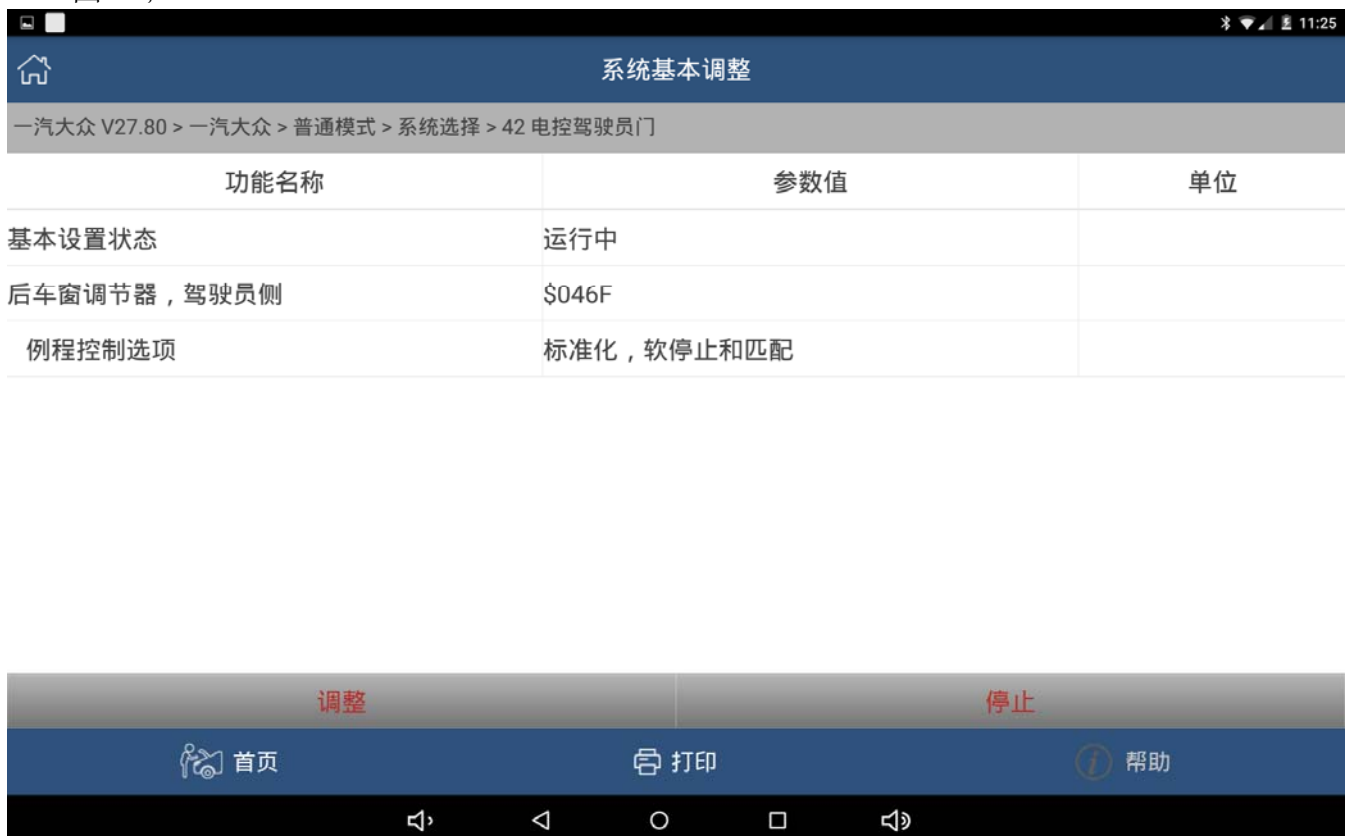 11:25
系统基本调整
一汽大众 V27.80 > 一汽大众 > 普通模式 > 系统选择 > 42 电控驾驶员门
功能名称 参数值 单位
基本设置状态 运行中
后车窗调节器，驾驶员侧 $046F
例程控制选项 标准化，软停止和匹配
调整 停止
首页 打印 帮助